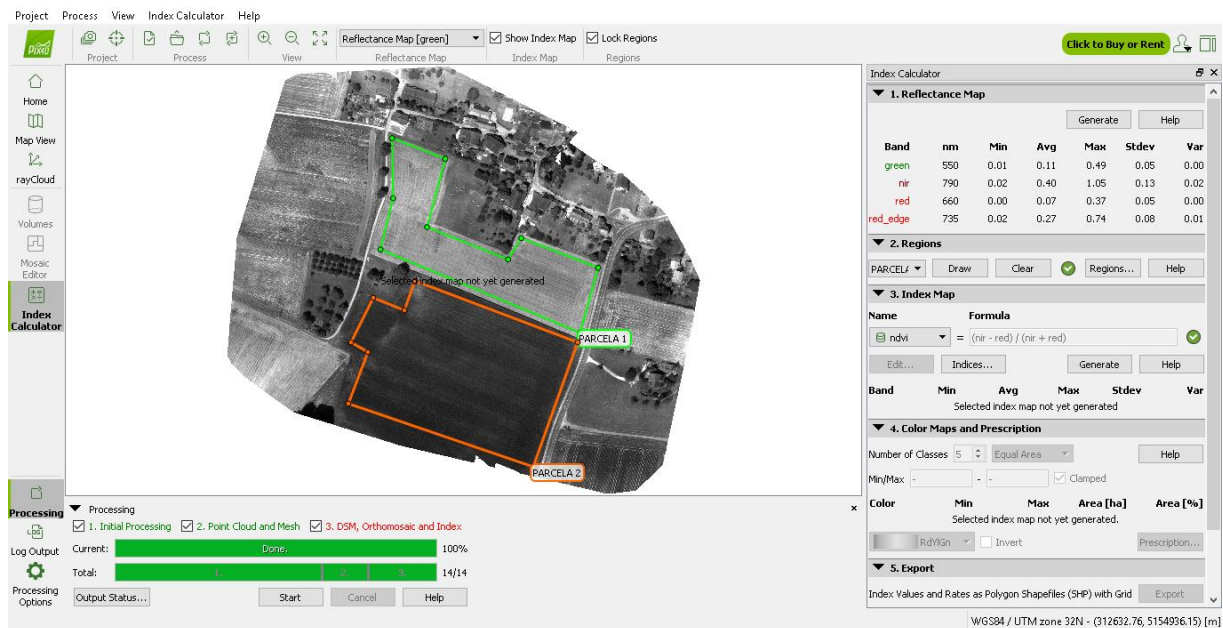 Project Process View Index Calculator Help
pix4D
Project Process View Reflectance Map Index Map Regions
Reflectance Map [green] Show Index Map Lock Regions
Click to Buy or Rent
Home
Map View
rayCloud
Volumes
Mosaic
Editor
Index
Calculator
Processing
Log Output
Processing
Options
Selected index map not yet generated.
PARCELA 1
PARCELA 2
Processing
1. Initial Processing 2. Point Cloud and Mesh 3. DSM, Orthomosaic and Index
Current: Done. 100%
Total: 1. 2. 3. 14/14
Output Status... Start Cancel Help
Index Calculator
1. Reflectance Map
Generate Help
Band nm Min Avg Max Stdev Var
green 550 0.01 0.11 0.49 0.05 0.00
nir 790 0.02 0.40 1.05 0.13 0.02
red 660 0.00 0.07 0.37 0.05 0.00
red_edge 735 0.02 0.27 0.74 0.08 0.01
2. Regions
PARCELA Draw Clear Regions... Help
3. Index Map
Name Formula
ndvi = (nir - red) / (nir + red)
Edit... Indices... Generate Help
Band Min Avg Max Stdev Var
Selected index map not yet generated
4. Color Maps and Prescription
Number of Classes 5 Equal Area Help
Min/Max - - - Clamped
Color Min Max Area [ha] Area [%]
Selected index map not yet generated.
RdYlGn Invert Prescription...
5. Export
Index Values and Rates as Polygon Shapefiles (SHP) with Grid Export
WGS84 / UTM zone 32N - (312632.76, 5154936.15) [m]